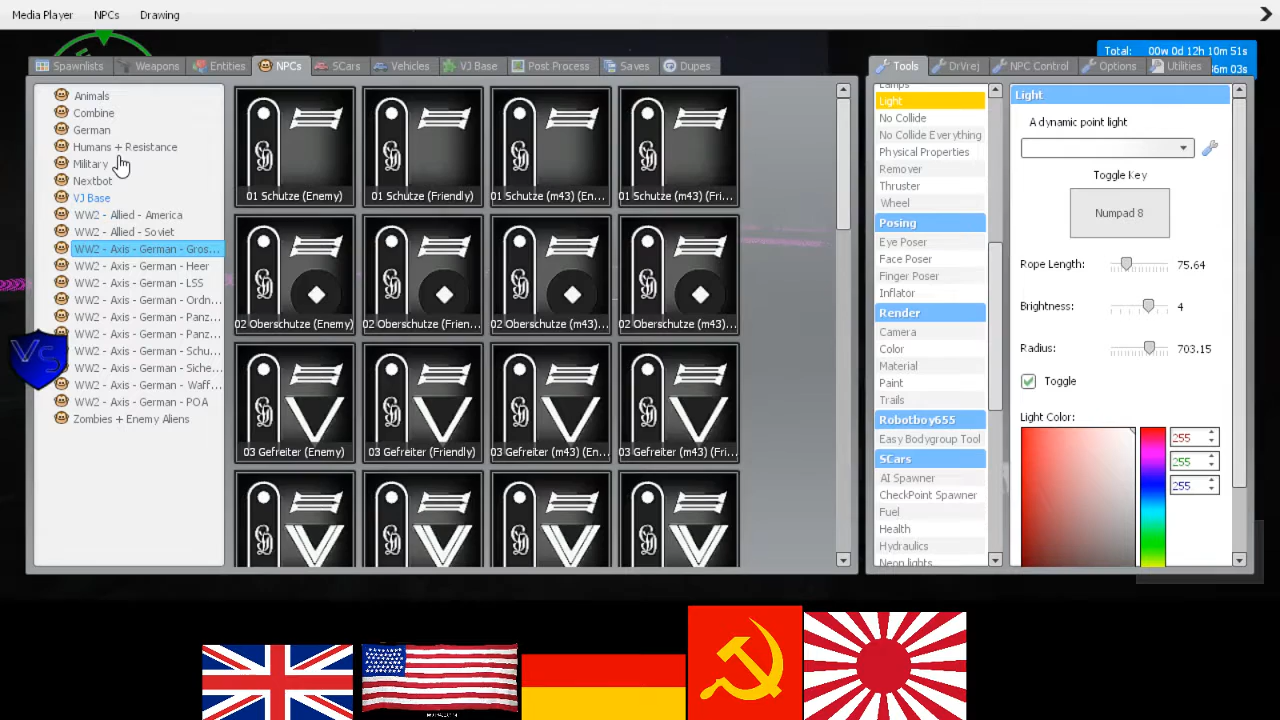 Media Player NPCs Drawing
Total: 00w 0d 12h 10m 51s
36m 03s
Spawnlists Weapons Entities NPCs SCars Vehicles VJ Base Post Process Saves Dupes
Tools DrVrej NPC Control Options Utilities
Animals
Combine
German
Humans + Resistance
Military
Nextbot
VJ Base
WW2 - Allied - America
WW2 - Allied - Soviet
WW2 - Axis - German - Gros...
WW2 - Axis - German - Heer
WW2 - Axis - German - LSS
WW2 - Axis - German - Ordn...
WW2 - Axis - German - Panz...
WW2 - Axis - German - Panz...
WW2 - Axis - German - Schu...
WW2 - Axis - German - Siche...
WW2 - Axis - German - Waff...
WW2 - Axis - German - POA
Zombies + Enemy Aliens
VS
01 Schutze (Enemy)
01 Schutze (Friendly)
01 Schutze (m43) (En...
01 Schutze (m43) (Fri...
02 Oberschutze (Enemy)
02 Oberschutze (Frien...
02 Oberschutze (m43)...
02 Oberschutze (m43)...
03 Gefreiter (Enemy)
03 Gefreiter (Friendly)
03 Gefreiter (m43) (En...
03 Gefreiter (m43) (Fri...
Lamps
Light
No Collide
No Collide Everything
Physical Properties
Remover
Thruster
Wheel
Posing
Eye Poser
Face Poser
Finger Poser
Inflator
Render
Camera
Color
Material
Paint
Trails
Robotboy655
Easy Bodygroup Tool
SCars
AI Spawner
CheckPoint Spawner
Fuel
Health
Hydraulics
Neon lights
Light
A dynamic point light
Toggle Key
Numpad 8
Rope Length: 75.64
Brightness: 4
Radius: 703.15
Toggle
Light Color:
255
255
255